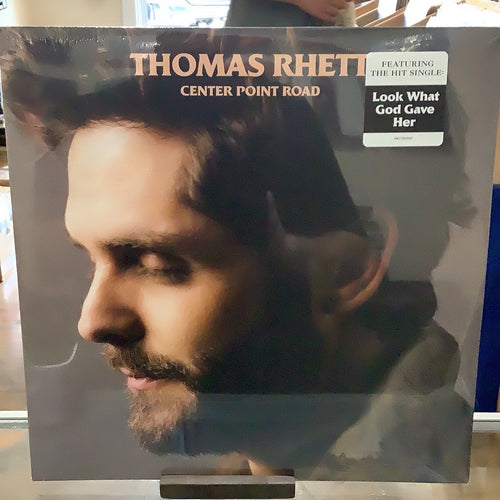 THOMAS RHETT
CENTER POINT ROAD
FEATURING
THE HIT SINGLE:
Look What
God Gave
Her